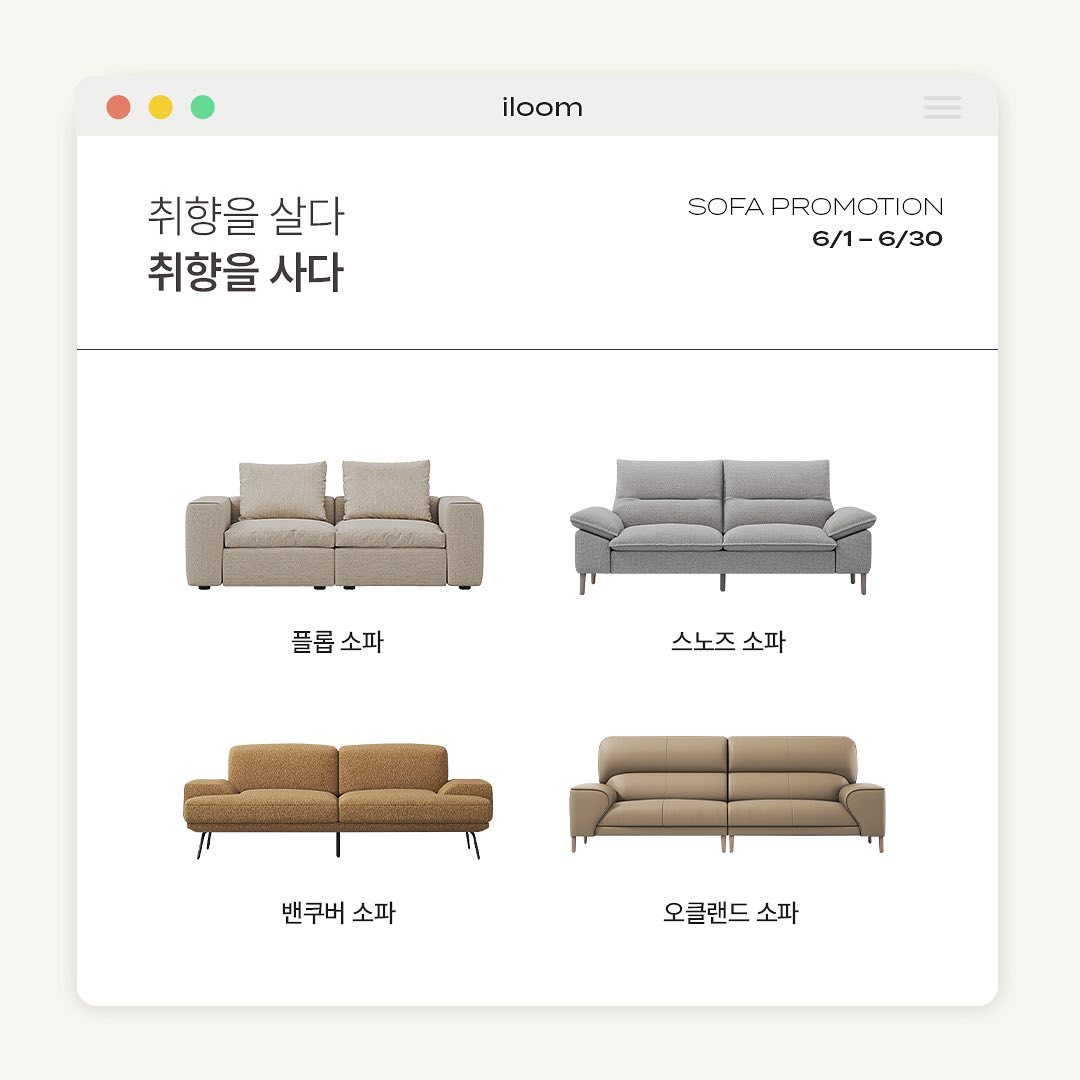 iloom
취향을 살다
취향을 사다
SOFA PROMOTION
6/1 – 6/30
플롭 소파
스노즈 소파
밴쿠버 소파
오클랜드 소파